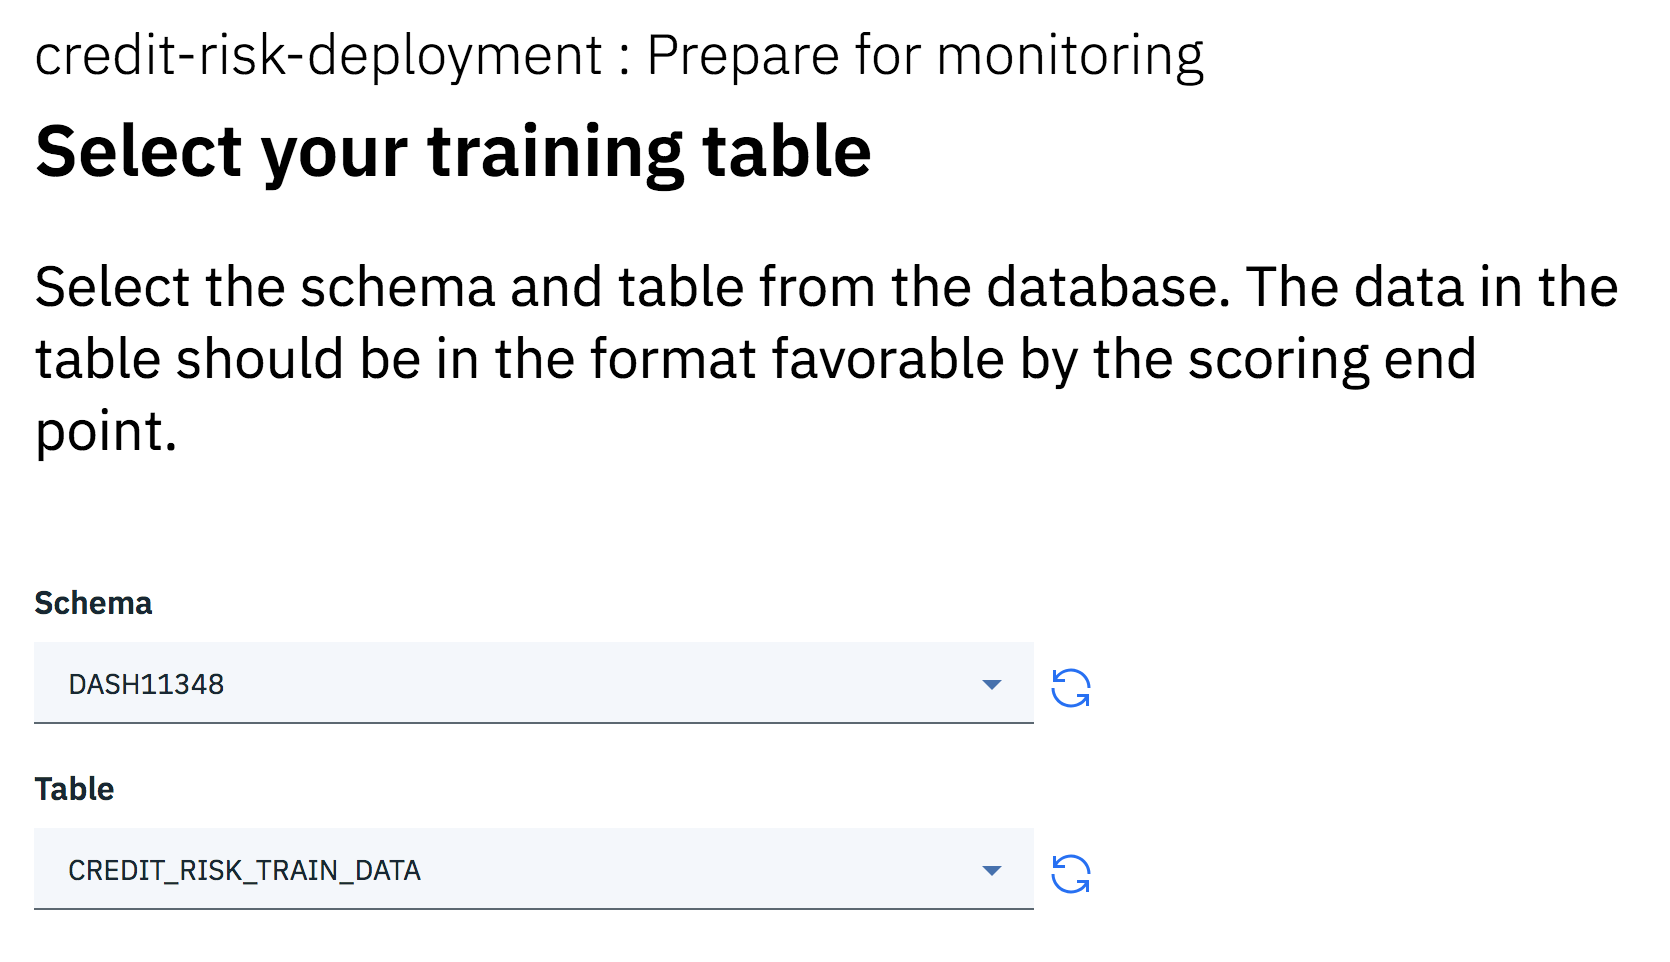 credit-risk-deployment : Prepare for monitoring
Select your training table
Select the schema and table from the database. The data in the
table should be in the format favorable by the scoring end
point.
Schema
DASH11348
Table
CREDIT_RISK_TRAIN_DATA